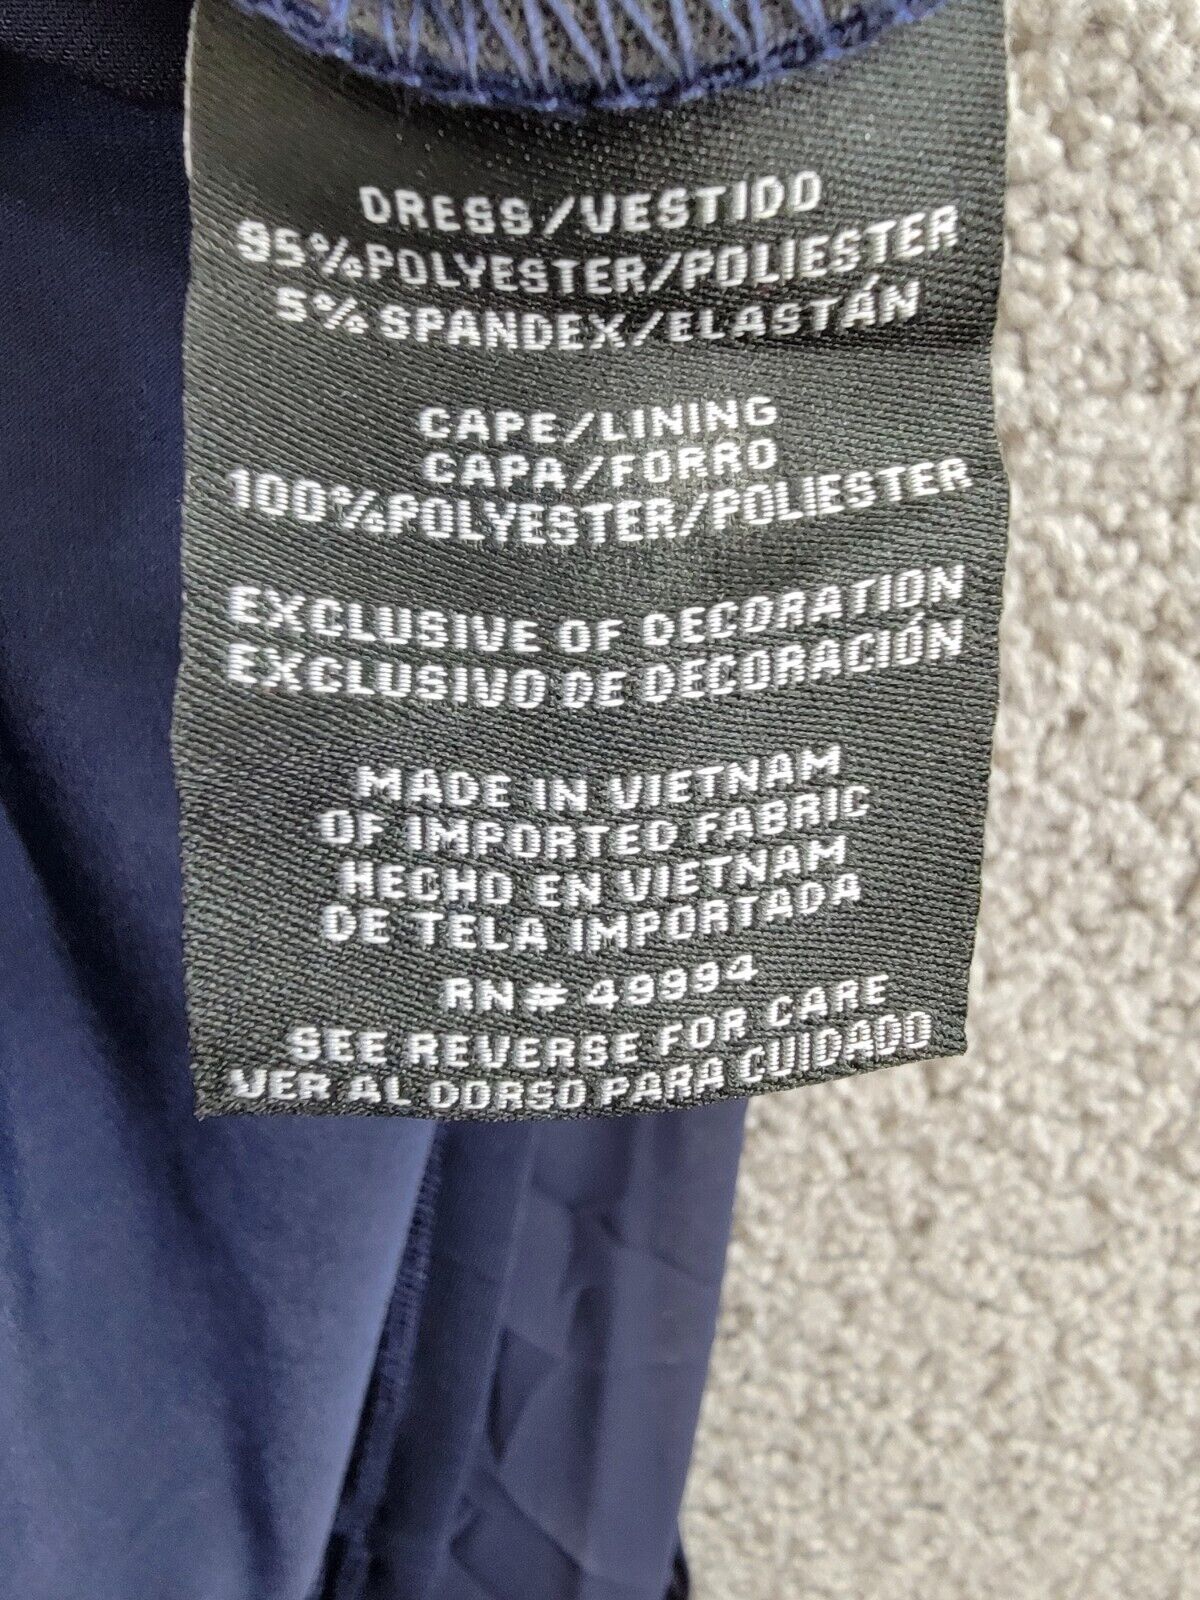 DRESS/VESTIDO
95%POLYESTER/POLIESTER
5%SPANDEX/ELASTÁN
CAPE/LINING
CAPA/FORRO
100%POLYESTER/POLIESTER
EXCLUSIVE OF DECORATION
EXCLUSIVO DE DECORACIÓN
MADE IN VIETNAM
OF IMPORTED FABRIC
HECHO EN VIETNAM
DE TELA IMPORTADA
RN# 49994
SEE REVERSE FOR CARE
VER AL DORSO PARA CUIDADO